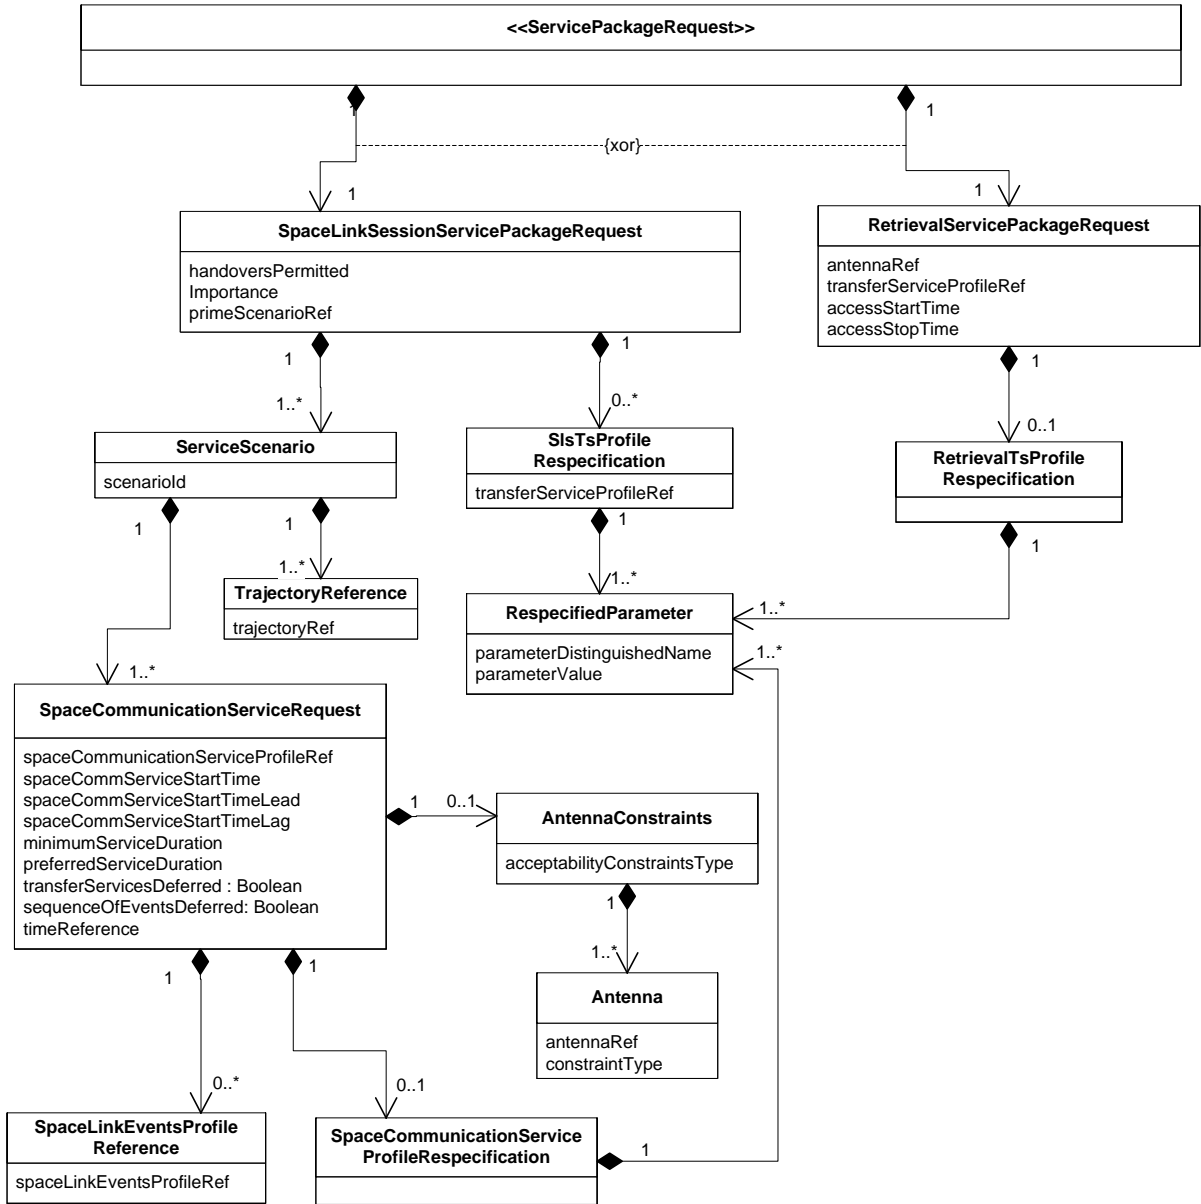 <<ServicePackageRequest>>
1
1
{xor}
1
1
SpaceLinkSessionServicePackageRequest
handoversPermitted
Importance
primeScenarioRef
RetrievalServicePackageRequest
antennaRef
transferServiceProfileRef
accessStartTime
accessStopTime
1
1
1
1..*
0..*
0..1
ServiceScenario
scenarioId
SlsTsProfile
Respecification
transferServiceProfileRef
RetrievalTsProfile
Respecification
1
1
1
1
1..*
1..*
TrajectoryReference
trajectoryRef
RespecifiedParameter
parameterDistinguishedName
parameterValue
1..*
1..*
1..*
SpaceCommunicationServiceRequest
spaceCommunicationServiceProfileRef
spaceCommServiceStartTime
spaceCommServiceStartTimeLead
spaceCommServiceStartTimeLag
minimumServiceDuration
preferredServiceDuration
transferServicesDeferred : Boolean
sequenceOfEventsDeferred: Boolean
timeReference
1
0..1
AntennaConstraints
acceptabilityConstraintsType
1
1..*
Antenna
antennaRef
constraintType
1
1
0..*
0..1
SpaceLinkEventsProfile
Reference
spaceLinkEventsProfileRef
SpaceCommunicationService
ProfileRespecification
1